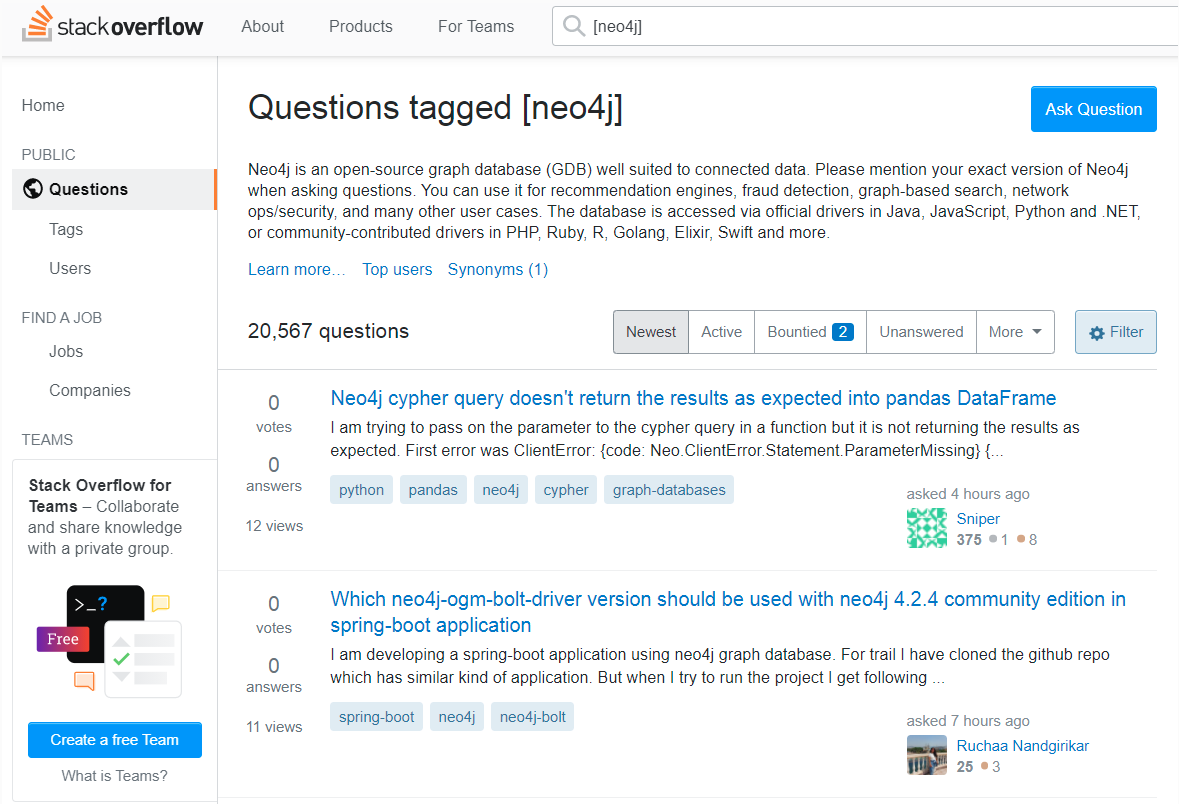 stackoverflow About Products For Teams [neo4j]
Home
PUBLIC
Questions
Tags
Users
FIND A JOB
Jobs
Companies
TEAMS
Stack Overflow for
Teams – Collaborate
and share knowledge
with a private group.
>_?
Free
Create a free Team
What is Teams?
Questions tagged [neo4j]
Ask Question
Neo4j is an open-source graph database (GDB) well suited to connected data. Please mention your exact version of Neo4j
when asking questions. You can use it for recommendation engines, fraud detection, graph-based search, network
ops/security, and many other user cases. The database is accessed via official drivers in Java, JavaScript, Python and .NET,
or community-contributed drivers in PHP, Ruby, R, Golang, Elixir, Swift and more.
Learn more… Top users Synonyms (1)
20,567 questions
Newest Active Bountied 2 Unanswered More Filter
0
votes
0
answers
12 views
Neo4j cypher query doesn't return the results as expected into pandas DataFrame
I am trying to pass on the parameter to the cypher query in a function but it is not returning the results as
expected. First error was ClientError: {code: Neo.ClientError.Statement.ParameterMissing} {...
python pandas neo4j cypher graph-databases
asked 4 hours ago
Sniper
375 1 8
0
votes
0
answers
11 views
Which neo4j-ogm-bolt-driver version should be used with neo4j 4.2.4 community edition in
spring-boot application
I am developing a spring-boot application using neo4j graph database. For trail I have cloned the github repo
which has similar kind of application. But when I try to run the project I get following ...
spring-boot neo4j neo4j-bolt
asked 7 hours ago
Ruchaa Nandgirikar
25 3